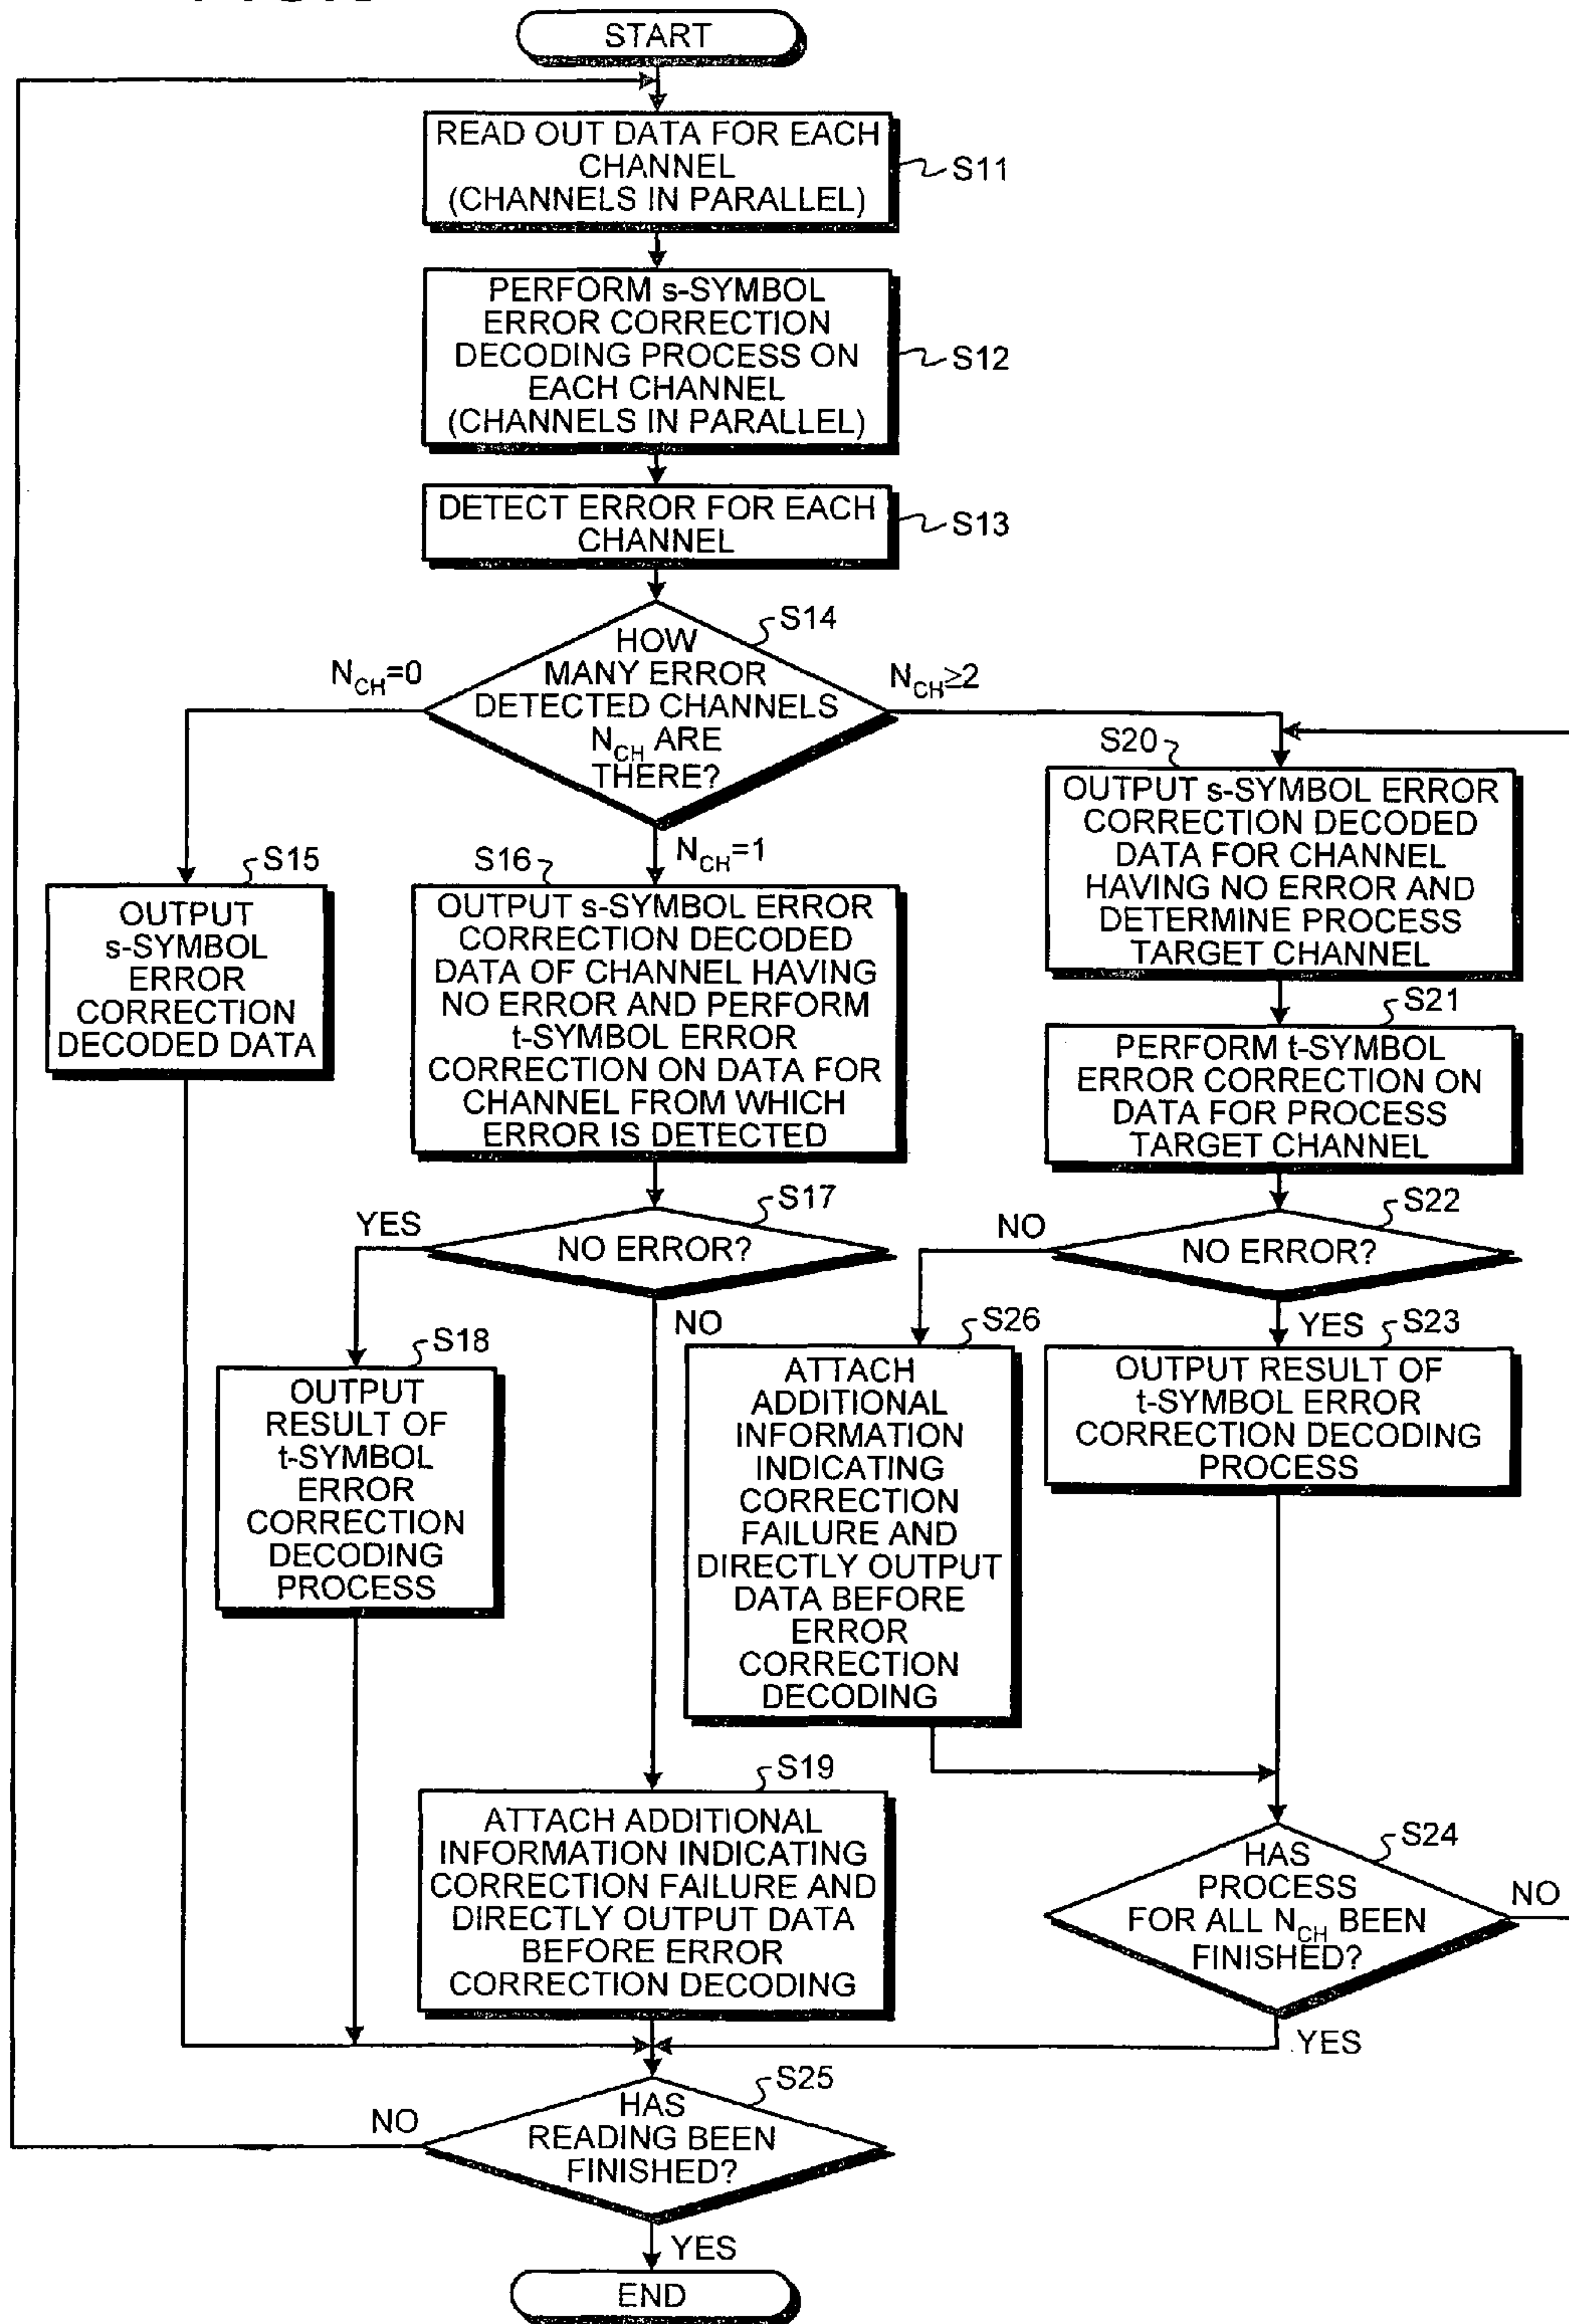 START
READ OUT DATA FOR EACH
CHANNEL
(CHANNELS IN PARALLEL)
S11
PERFORM s-SYMBOL
ERROR CORRECTION
DECODING PROCESS ON
EACH CHANNEL
(CHANNELS IN PARALLEL)
S12
DETECT ERROR FOR EACH
CHANNEL
S13
S14
HOW
MANY ERROR
DETECTED CHANNELS
N_CH ARE
THERE?
N_CH=0
N_CH≥2
N_CH=1
S15
OUTPUT
s-SYMBOL
ERROR
CORRECTION
DECODED DATA
S16
OUTPUT s-SYMBOL ERROR
CORRECTION DECODED
DATA OF CHANNEL HAVING
NO ERROR AND PERFORM
t-SYMBOL ERROR
CORRECTION ON DATA FOR
CHANNEL FROM WHICH
ERROR IS DETECTED
S20
OUTPUT s-SYMBOL ERROR
CORRECTION DECODED
DATA FOR CHANNEL
HAVING NO ERROR AND
DETERMINE PROCESS
TARGET CHANNEL
S21
PERFORM t-SYMBOL
ERROR CORRECTION ON
DATA FOR PROCESS
TARGET CHANNEL
S17
YES
NO ERROR?
NO
S22
NO
NO ERROR?
YES
S18
OUTPUT
RESULT OF
t-SYMBOL
ERROR
CORRECTION
DECODING
PROCESS
S26
ATTACH
ADDITIONAL
INFORMATION
INDICATING
CORRECTION
FAILURE AND
DIRECTLY OUTPUT
DATA BEFORE
ERROR
CORRECTION
DECODING
S23
OUTPUT RESULT OF
t-SYMBOL ERROR
CORRECTION DECODING
PROCESS
S19
ATTACH ADDITIONAL
INFORMATION INDICATING
CORRECTION FAILURE AND
DIRECTLY OUTPUT DATA
BEFORE ERROR
CORRECTION DECODING
S24
HAS
PROCESS
FOR ALL N_CH BEEN
FINISHED?
NO
YES
S25
HAS
READING BEEN
FINISHED?
NO
YES
END